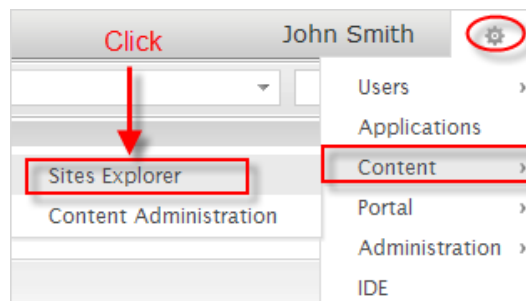 Click
John Smith
Users
Applications
Content
Portal
Administration
IDE
Sites Explorer
Content Administration